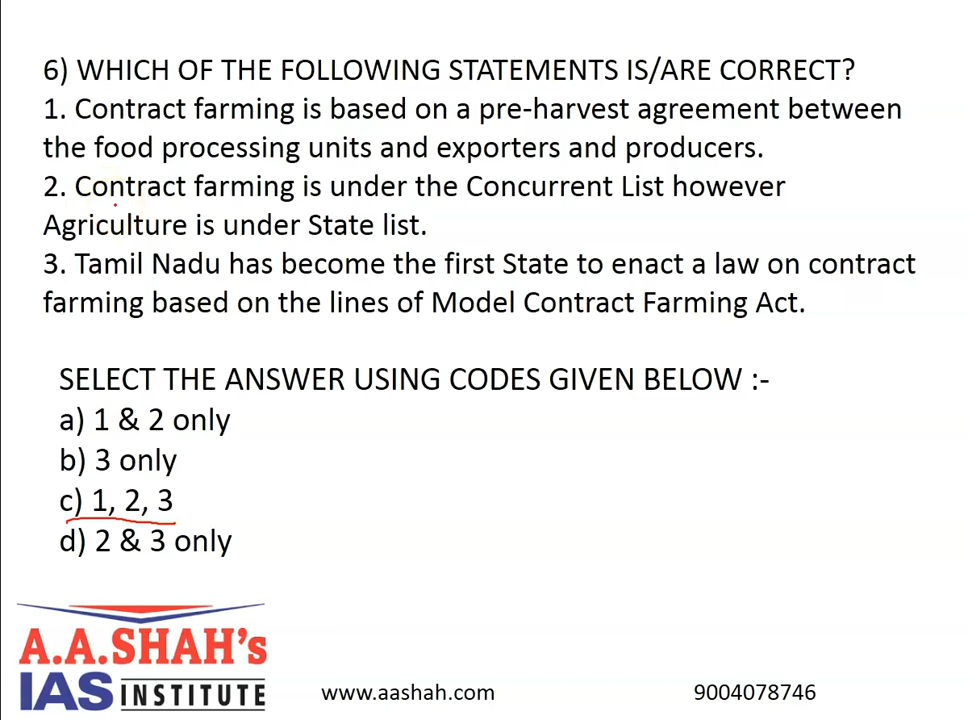 6) WHICH OF THE FOLLOWING STATEMENTS IS/ARE CORRECT?
1. Contract farming is based on a pre-harvest agreement between
the food processing units and exporters and producers.
2. Contract farming is under the Concurrent List however
Agriculture is under State list.
3. Tamil Nadu has become the first State to enact a law on contract
farming based on the lines of Model Contract Farming Act.
SELECT THE ANSWER USING CODES GIVEN BELOW :-
a) 1 & 2 only
b) 3 only
c) 1, 2, 3
d) 2 & 3 only
A.A.SHAH's
IAS INSTITUTE
www.aashah.com
9004078746